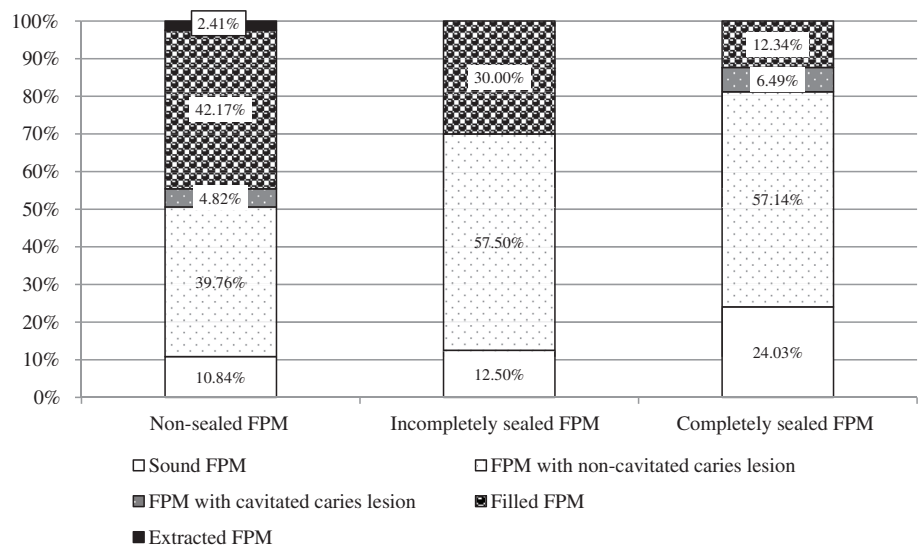 100%
90%
80%
70%
60%
50%
40%
30%
20%
10%
0%
2.41%
42.17%
4.82%
39.76%
10.84%
30.00%
57.50%
12.50%
12.34%
6.49%
57.14%
24.03%
Non-sealed FPM
Incompletely sealed FPM
Completely sealed FPM
Sound FPM
FPM with non-cavitated caries lesion
FPM with cavitated caries lesion
Filled FPM
Extracted FPM